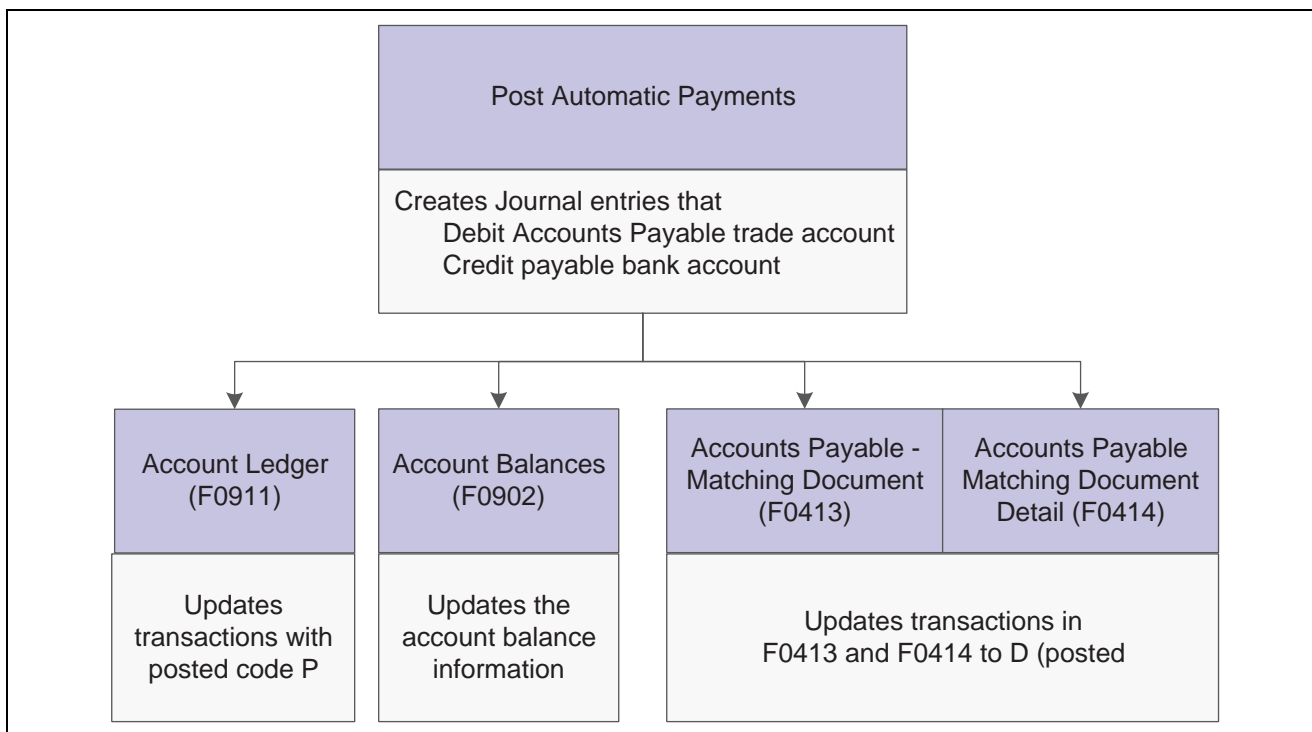 Post Automatic Payments
Creates Journal entries that
Debit Accounts Payable trade account
Credit payable bank account
Account Ledger
(F0911)
Updates
transactions with
posted code P
Account Balances
(F0902)
Updates the
account balance
information
Accounts Payable -
Matching Document
(F0413)
Accounts Payable
Matching Document
Detail (F0414)
Updates transactions in
F0413 and F0414 to D (posted